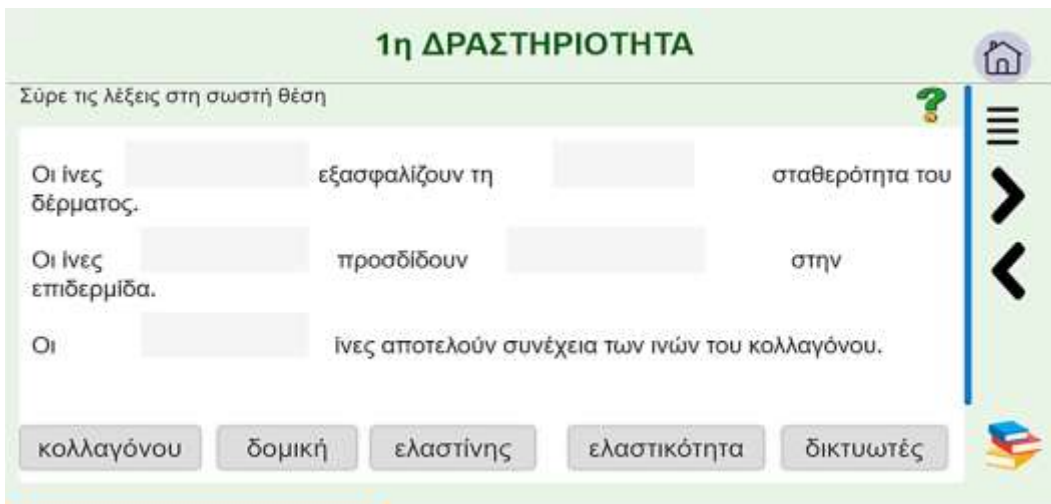 1η ΔΡΑΣΤΗΡΙΟΤΗΤΑ
Σύρε τις λέξεις στη σωστή θέση
Οι ίνες εξασφαλίζουν τη σταθερότητα του
δέρματος.
Οι ίνες προσδίδουν στην
επιδερμίδα.
Οι ίνες αποτελούν συνέχεια των ινών του κολλαγόνου.
κολλαγόνου δομική ελαστίνης ελαστικότητα δικτυωτές